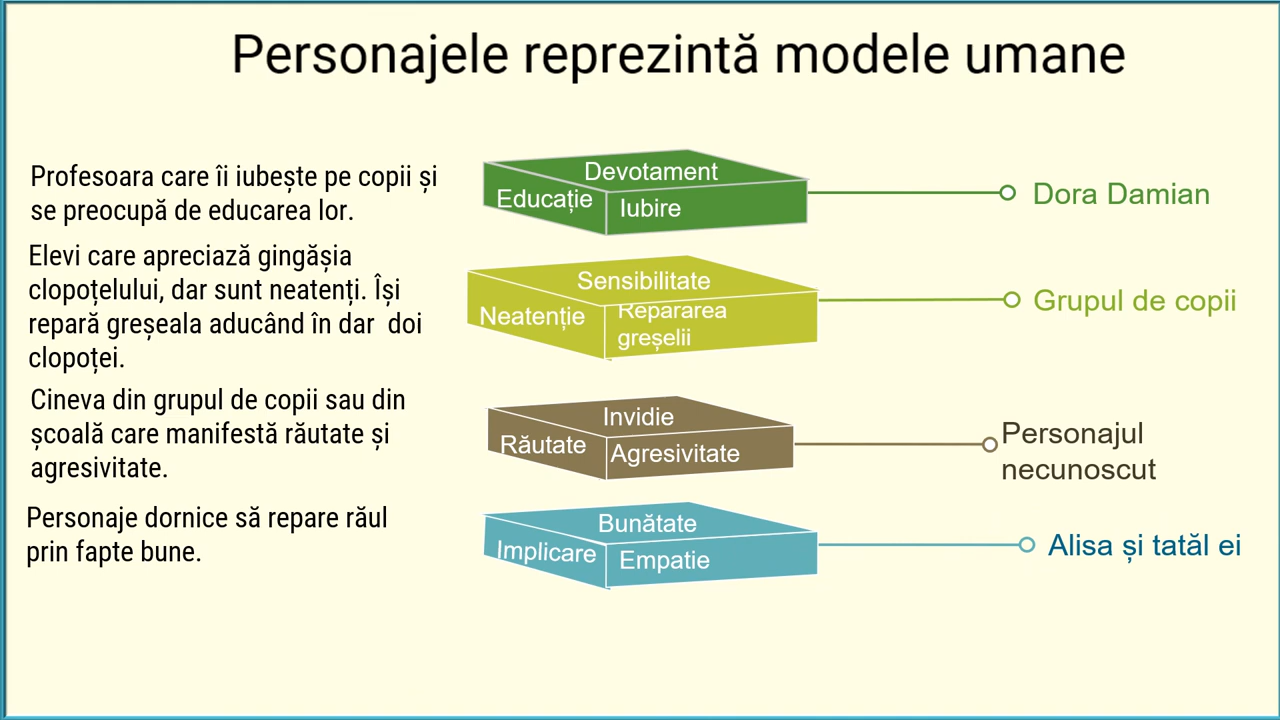 Personajele reprezintă modele umane
Profesoara care îi iubește pe copii și
se preocupă de educarea lor.
Devotament
Educație
Iubire
Dora Damian
Elevi care apreciază gingășia
clopoțelului, dar sunt neatenți. Își
repară greșeala aducând în dar doi
clopoței.
Sensibilitate
Neatenție
Repararea
greșelii
Grupul de copii
Cineva din grupul de copii sau din
școală care manifestă răutate și
agresivitate.
Invidie
Răutate
Agresivitate
Personajul
necunoscut
Personaje dornice să repare răul
prin fapte bune.
Bunătate
Implicare
Empatie
Alisa și tatăl ei